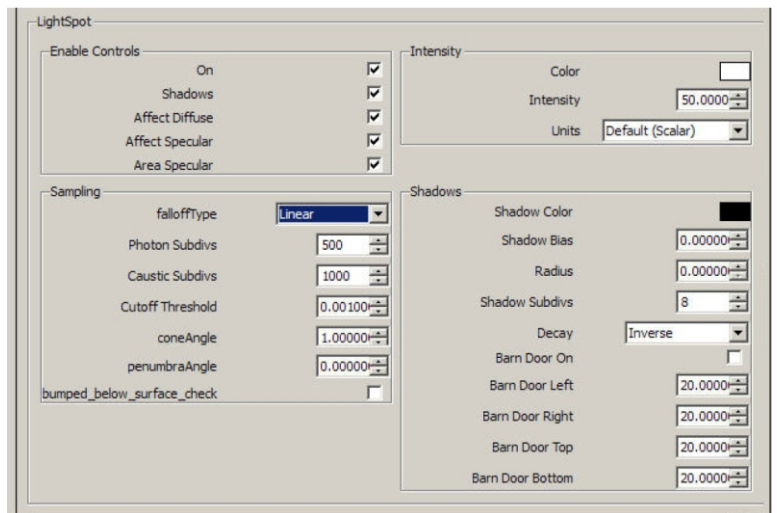 LightSpot
Enable Controls
On
Shadows
Affect Diffuse
Affect Specular
Area Specular
Intensity
Color
Intensity 50.0000
Units Default (Scalar)
Sampling
falloffType Linear
Photon Subdivs 500
Caustic Subdivs 1000
Cutoff Threshold 0.00100
coneAngle 1.00000
penumbraAngle 0.00000
bumped_below_surface_check
Shadows
Shadow Color
Shadow Bias 0.00000
Radius 0.00000
Shadow Subdivs 8
Decay Inverse
Barn Door On
Barn Door Left 20.0000
Barn Door Right 20.0000
Barn Door Top 20.0000
Barn Door Bottom 20.0000